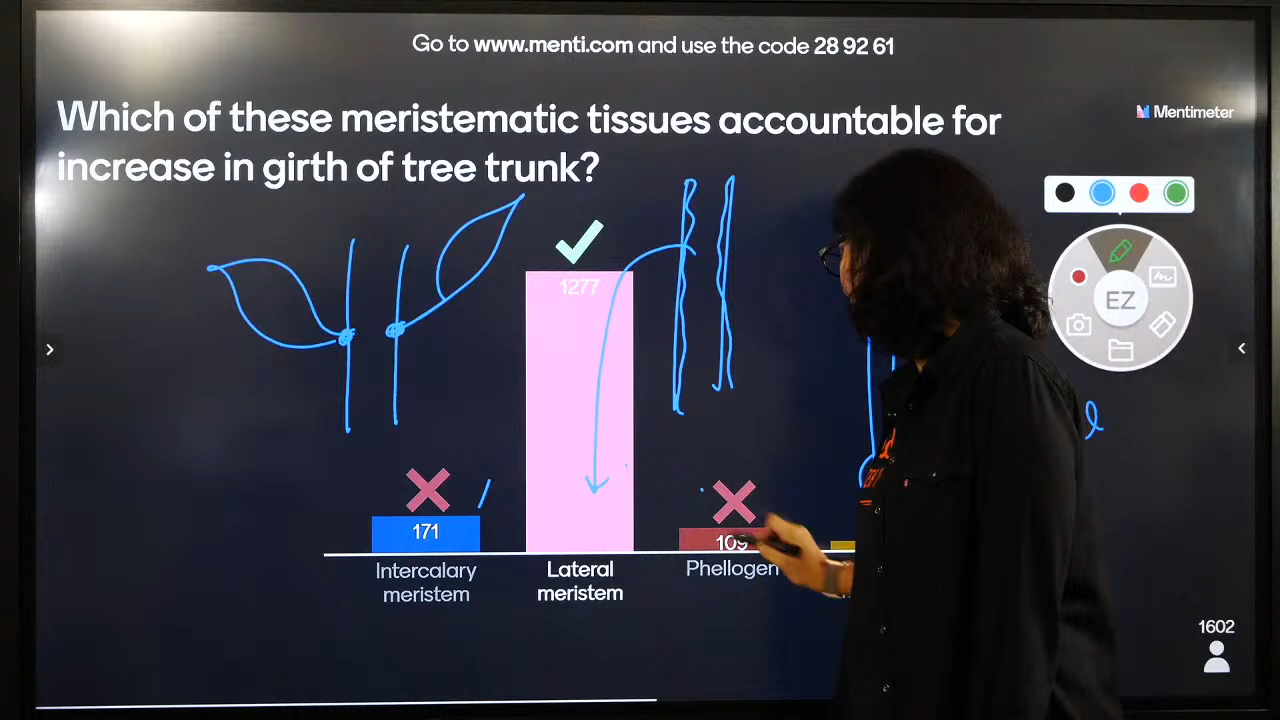 Go to www.menti.com and use the code 28 92 61
Which of these meristematic tissues accountable for
increase in girth of tree trunk?
Mentimeter
EZ
1277
171
109
Intercalary
meristem
Lateral
meristem
Phellogen
1602